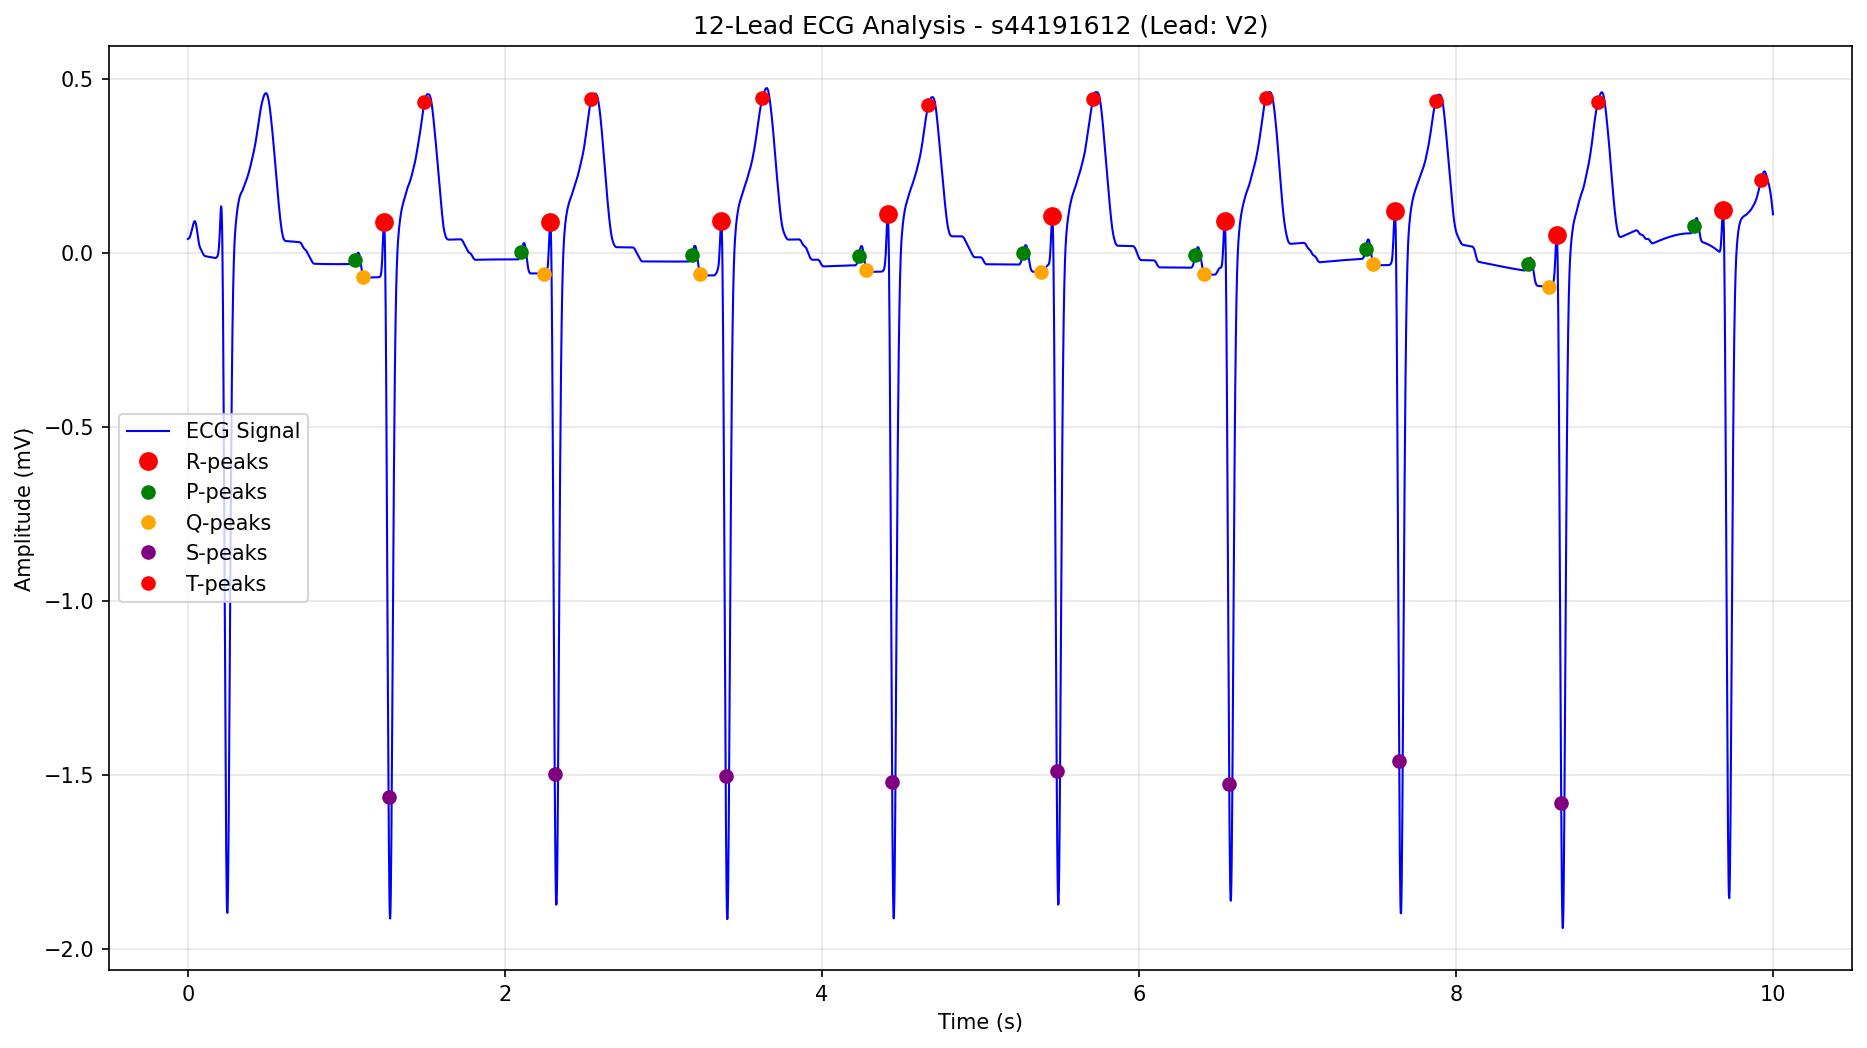 12-Lead ECG Analysis - s44191612 (Lead: V2)
0.5
0.0
−0.5
−1.0
−1.5
−2.0
Amplitude (mV)
ECG Signal
R-peaks
P-peaks
Q-peaks
S-peaks
T-peaks
0 2 4 6 8 10
Time (s)